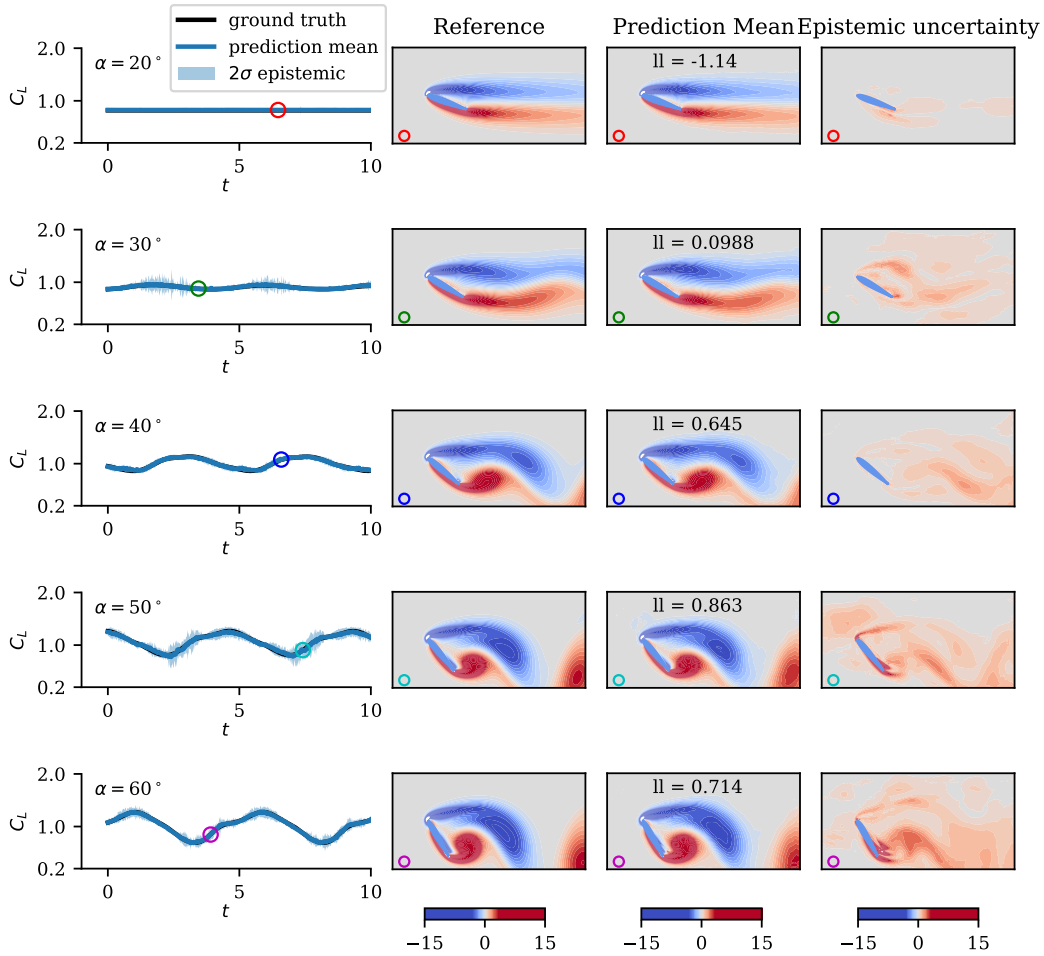 ground truth
prediction mean
2σ epistemic
Reference
Prediction Mean
Epistemic uncertainty
C_L
2.0
1.0
0.2
α = 20°
0
5
10
t
ll = -1.14
C_L
2.0
1.0
0.2
α = 30°
0
5
10
t
ll = 0.0988
C_L
2.0
1.0
0.2
α = 40°
0
5
10
t
ll = 0.645
C_L
2.0
1.0
0.2
α = 50°
0
5
10
t
ll = 0.863
C_L
2.0
1.0
0.2
α = 60°
0
5
10
t
ll = 0.714
−15 0 15
−15 0 15
−15 0 15